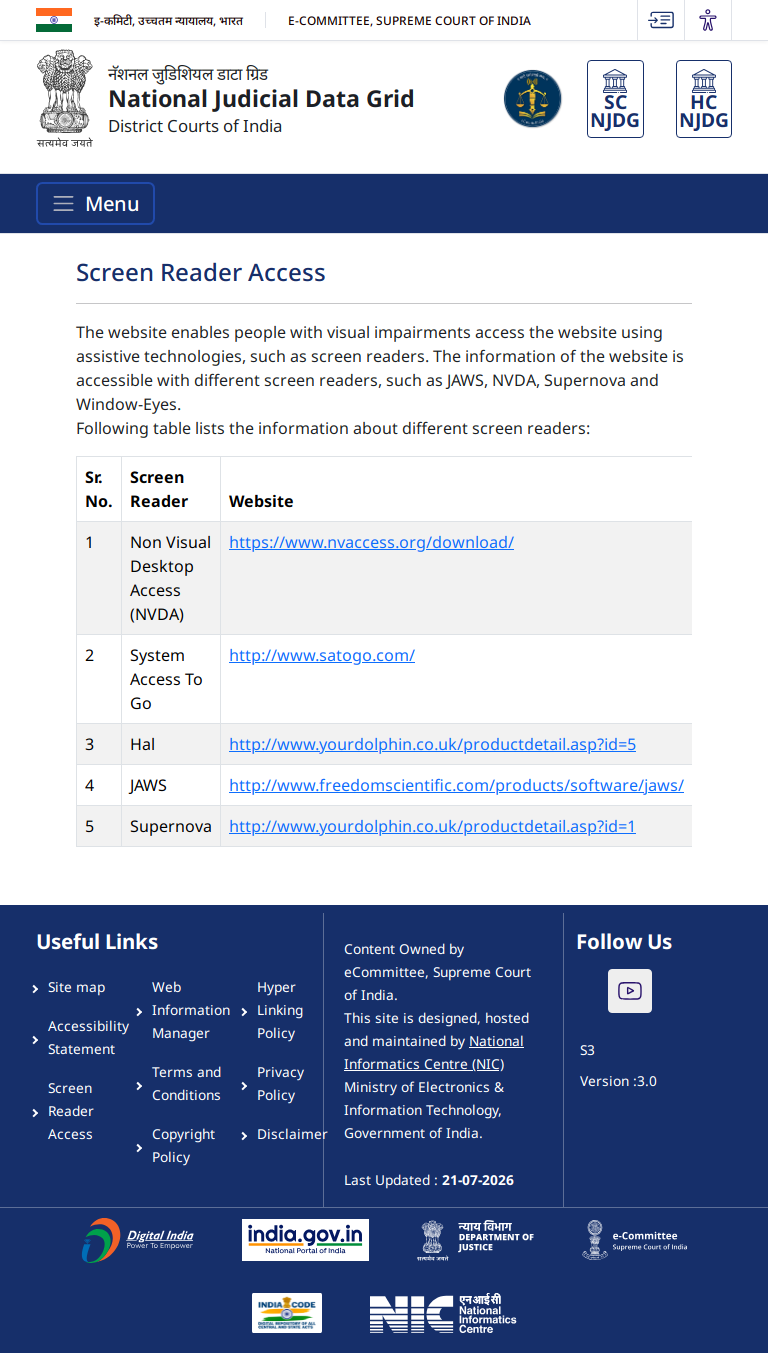 इ-कमिटी, उच्चतम न्यायालय, भारत
E-COMMITTEE, SUPREME COURT OF INDIA
नॅशनल जुडिशियल डाटा ग्रिड
National Judicial Data Grid
District Courts of India
सत्यमेव जयते
SC
NJDG
HC
NJDG
Menu
Screen Reader Access
The website enables people with visual impairments access the website using
assistive technologies, such as screen readers. The information of the website is
accessible with different screen readers, such as JAWS, NVDA, Supernova and
Window-Eyes.
Following table lists the information about different screen readers:
Sr. No. Screen Reader Website
1 Non Visual Desktop Access (NVDA) https://www.nvaccess.org/download/
2 System Access To Go http://www.satogo.com/
3 Hal http://www.yourdolphin.co.uk/productdetail.asp?id=5
4 JAWS http://www.freedomscientific.com/products/software/jaws/
5 Supernova http://www.yourdolphin.co.uk/productdetail.asp?id=1
Useful Links
Site map
Accessibility
Statement
Screen
Reader
Access
Web
Information
Manager
Terms and
Conditions
Copyright
Policy
Hyper
Linking
Policy
Privacy
Policy
Disclaimer
Content Owned by
eCommittee, Supreme Court
of India.
This site is designed, hosted
and maintained by National
Informatics Centre (NIC)
Ministry of Electronics &
Information Technology,
Government of India.
Last Updated : 21-07-2026
Follow Us
S3
Version :3.0
Digital India
Power To Empower
india.gov.in
National Portal of India
सत्यमेव जयते
न्याय विभाग
DEPARTMENT OF
JUSTICE
e-Committee
Supreme Court of India
INDIA CODE
DIGITAL REPOSITORY OF ALL
CENTRAL AND STATE ACTS
NIC
एनआईसी
National
Informatics
Centre